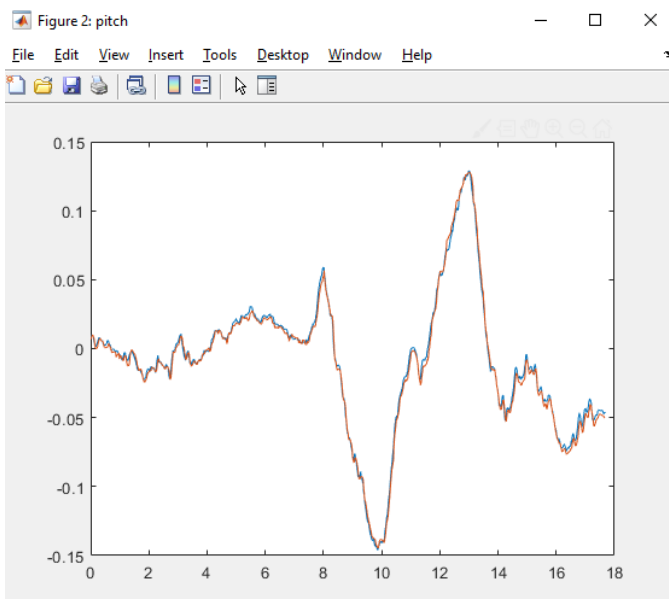 Figure 2: pitch
File Edit View Insert Tools Desktop Window Help
0.15
0.1
0.05
0
-0.05
-0.1
-0.15
0 2 4 6 8 10 12 14 16 18